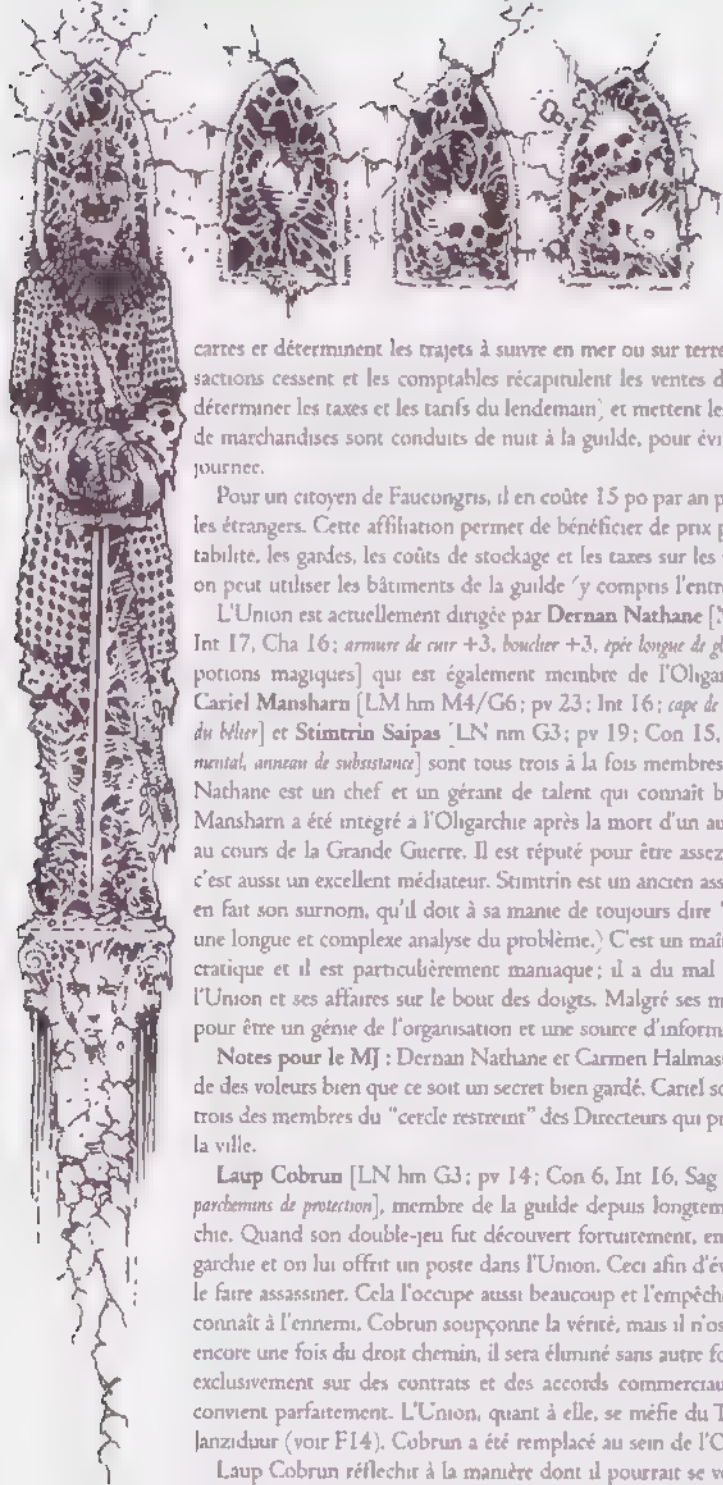 cartes et déterminent les trajets à suivre en mer ou sur terre
sactions cessent et les comptables récapitulent les ventes d
déterminer les taxes et les tarifs du lendemain) et mettent le
de marchandises sont conduits de nuit à la guilde, pour évi
journee.
Pour un citoyen de Faucongris, il en coûte 15 po par an p
les étrangers. Cette affiliation permet de bénéficier de prix p
tabilité, les gardes, les coûts de stockage et les taxes sur les
on peut utiliser les bâtiments de la guilde (y compris l'entr
L'Union est actuellement dirigée par Dernan Nathane [
Int 17, Cha 16; armure de cuir +3, bouclier +3, épée longue de gl
potions magiques] qui est également membre de l'Oligar
Cariel Mansharn [LM hm M4/G6; pv 23; Int 16; cape de
du bélier] et Stimtrin Saipas [LN nm G3; pv 19; Con 15,
mental, anneau de subsistance] sont tous trois à la fois membres
Nathane est un chef et un gérant de talent qui connaît b
Mansharn a été intégré à l'Oligarchie après la mort d'un au
au cours de la Grande Guerre. Il est réputé pour être assez
c'est aussi un excellent médiateur. Stimtrin est un ancien ass
en fait son surnom, qu'il doit à sa manie de toujours dire "
une longue et complexe analyse du problème.) C'est un maî
cratique et il est particulièrement maniaque; il a du mal
l'Union et ses affaires sur le bout des doigts. Malgré ses m
pour être un génie de l'organisation et une source d'inform
Notes pour le MJ : Dernan Nathane et Carmen Halmas
de des voleurs bien que ce soit un secret bien gardé. Cariel so
trois des membres du "cercle restreint" des Directeurs qui pr
la ville.
Laup Cobrun [LN hm G3; pv 14; Con 6, Int 16, Sag
parchemins de protection], membre de la guilde depuis longtem
chie. Quand son double-jeu fut découvert fortuitement, en
garchie et on lui offrit un poste dans l'Union. Ceci afin d'év
le faire assassiner. Cela l'occupe aussi beaucoup et l'empêch
connaît à l'ennemi. Cobrun soupçonne la vérité, mais il n'os
encore une fois du droit chemin, il sera éliminé sans autre fo
exclusivement sur des contrats et des accords commerciau
convient parfaitement. L'Union, quant à elle, se méfie du T
Janziduur (voir F14). Cobrun a été remplacé au sein de l'O
Laup Cobrun réfléchit à la manière dont il pourrait se v